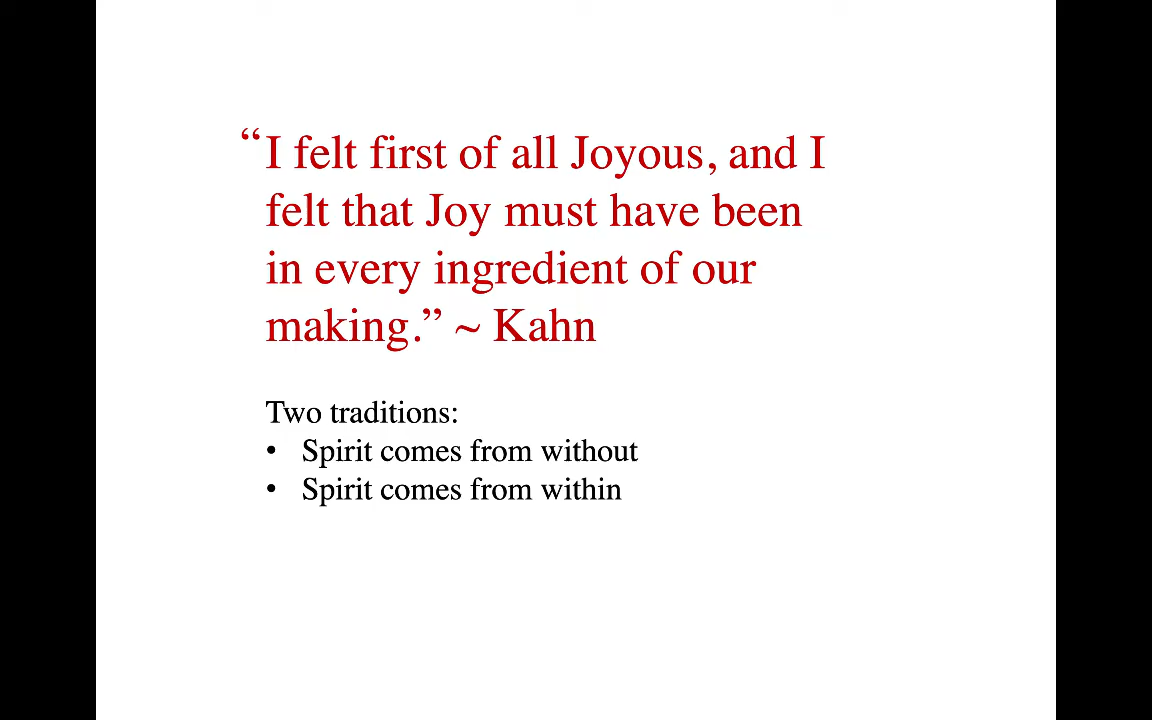 “I felt first of all Joyous, and I
felt that Joy must have been
in every ingredient of our
making.” ~ Kahn
Two traditions:
• Spirit comes from without
• Spirit comes from within